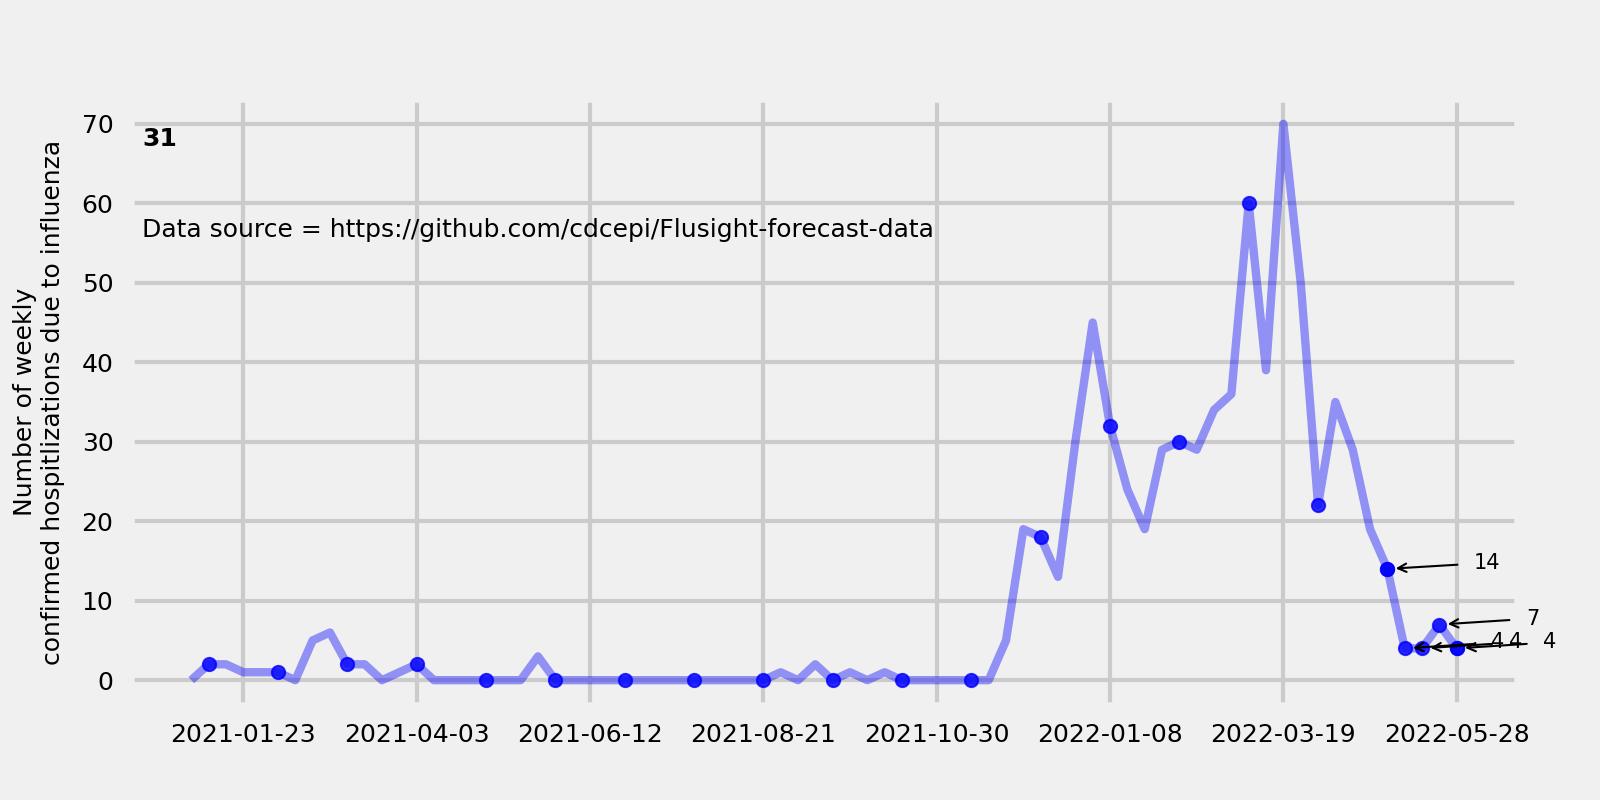 70
60
50
40
30
20
10
0
Number of weekly
confirmed hospitlizations due to influenza
31
Data source = https://github.com/cdcepi/Flusight-forecast-data
14
7
4 4 4
2021-01-23 2021-04-03 2021-06-12 2021-08-21 2021-10-30 2022-01-08 2022-03-19 2022-05-28